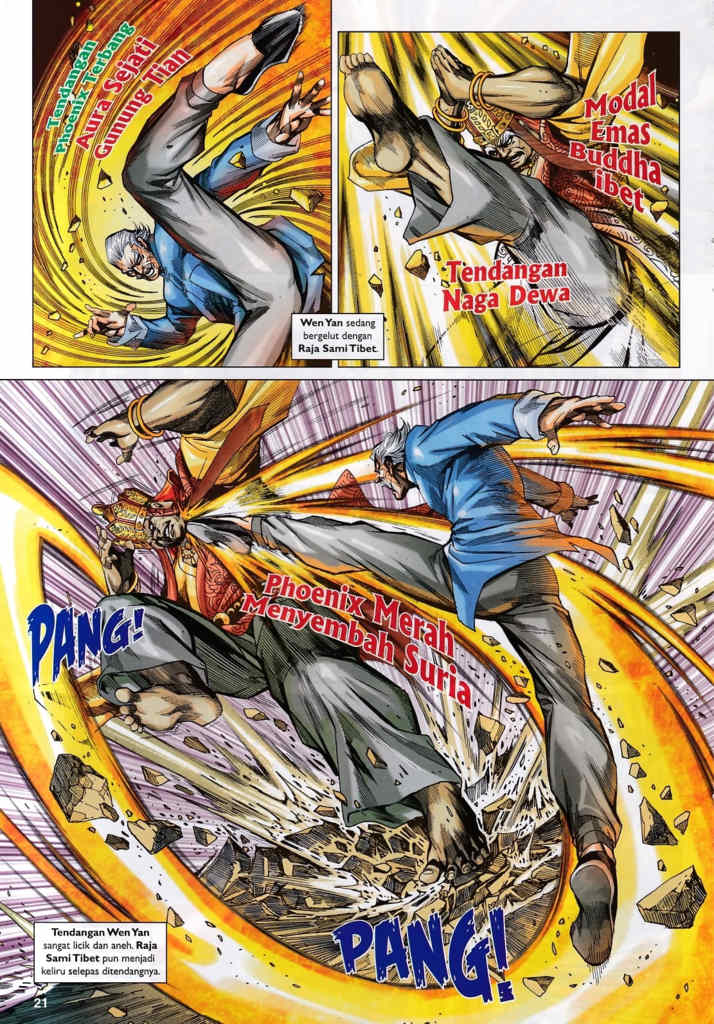 Tendangan
Phoenix Terbang
Aura Sejati
Gunung Tian
Modal
Emas
Buddha
ibet
Tendangan
Naga Dewa
Wen Yan sedang
bergelut dengan
Raja Sami Tibet.
Phoenix Merah
Menyembah Suria
PANG!
PANG!
Tendangan Wen Yan
sangat licik dan aneh. Raja
Sami Tibet pun menjadi
keliru selepas ditendangnya.
21